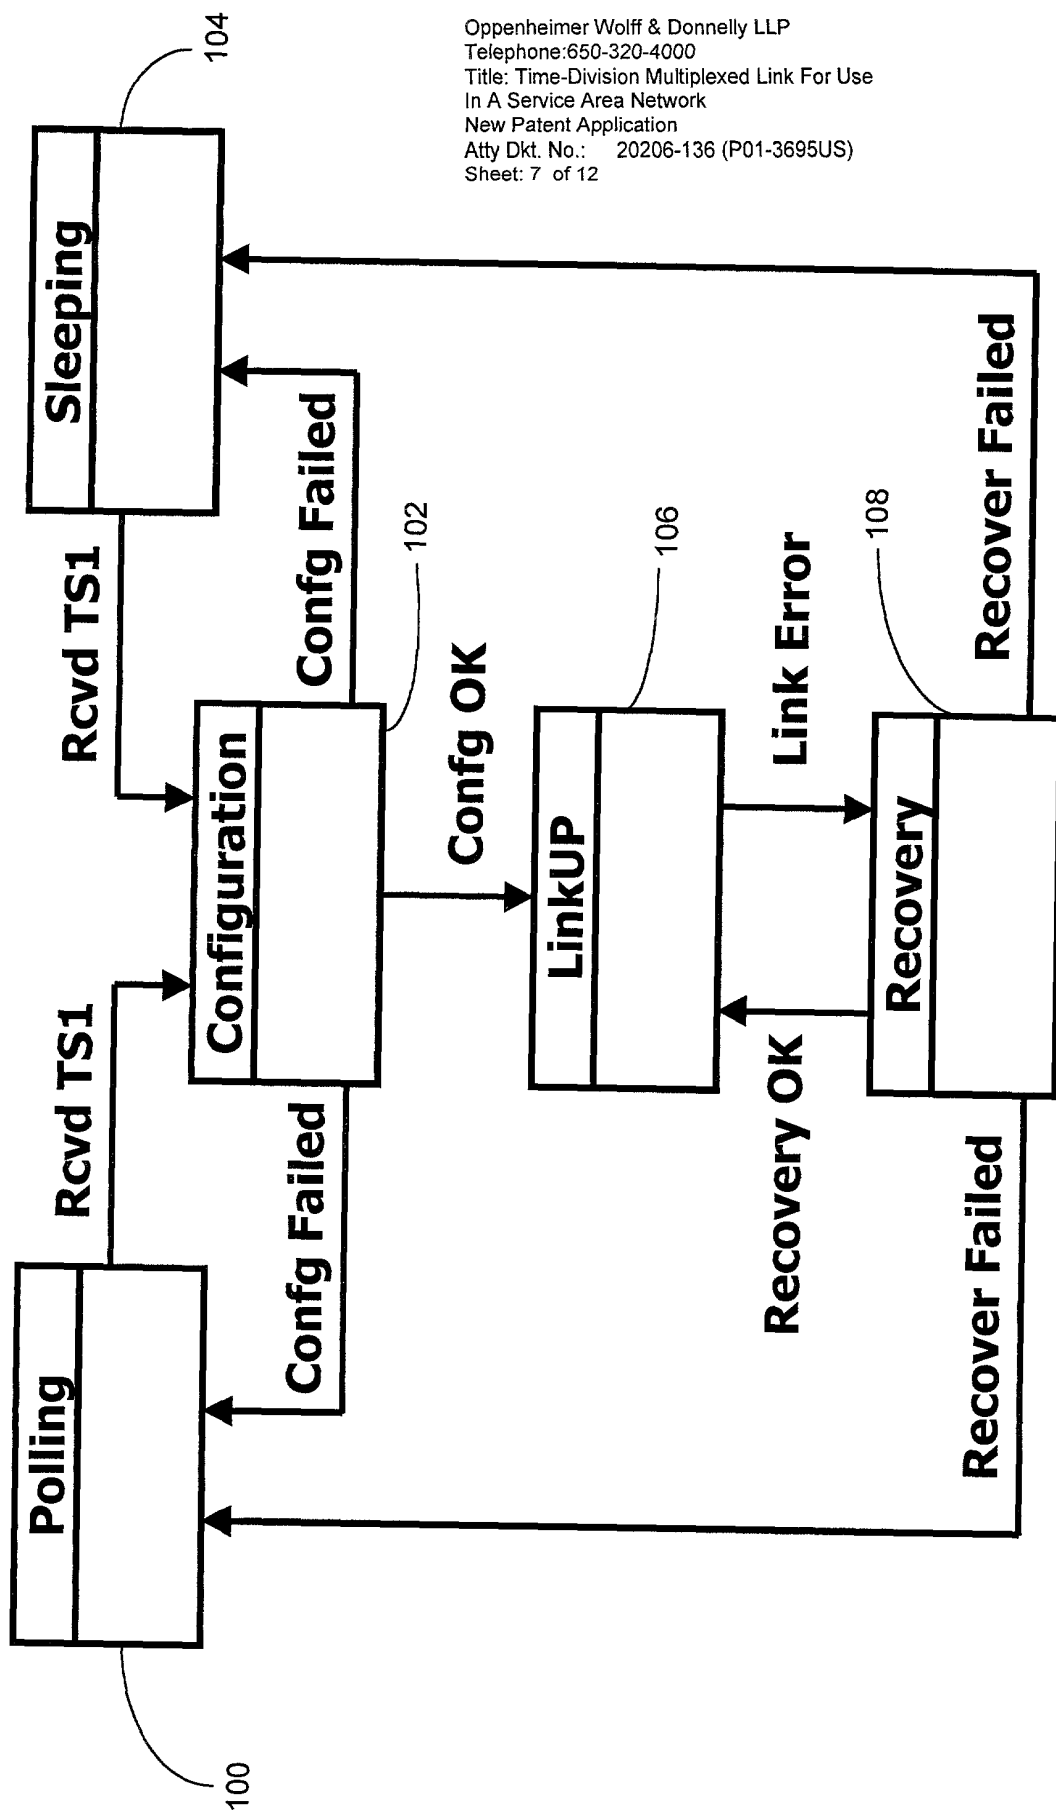 Oppenheimer Wolff & Donnelly LLP
Telephone:650-320-4000
Title: Time-Division Multiplexed Link For Use
In A Service Area Network
New Patent Application
Atty Dkt. No.: 20206-136 (P01-3695US)
Sheet: 7 of 12
Polling
100
Rcvd TS1
Rcvd TS1
Sleeping
104
Configuration
102
Confg Failed
Confg Failed
Confg OK
LinkUP
106
Recovery OK
Link Error
Recovery
108
Recover Failed
Recover Failed